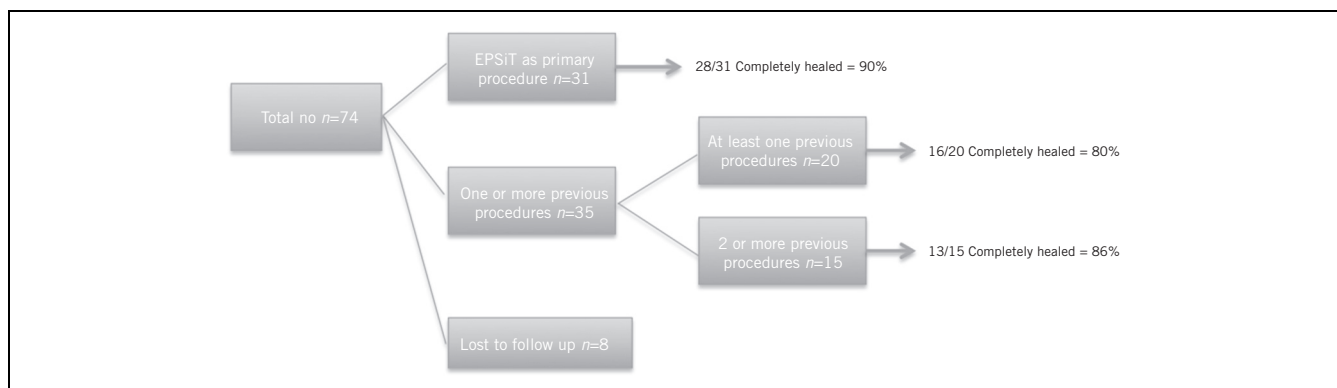 EPSiT as primary
procedure n=31
28/31 Completely healed = 90%
Total no n=74
At least one previous
procedures n=20
16/20 Completely healed = 80%
One or more previous
procedures n=35
2 or more previous
procedures n=15
13/15 Completely healed = 86%
Lost to follow up n=8